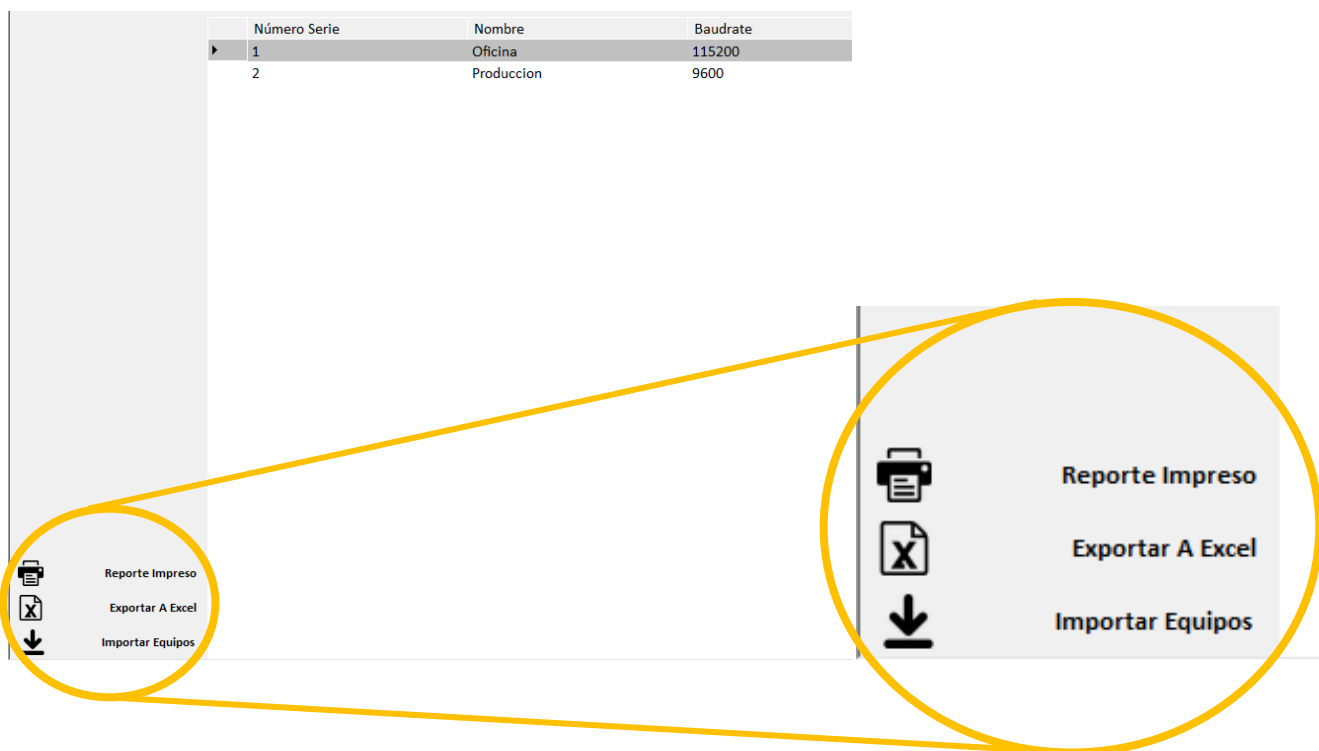 Número Serie Nombre Baudrate
1 Oficina 115200
2 Produccion 9600
Reporte Impreso
Exportar A Excel
Importar Equipos
Reporte Impreso
Exportar A Excel
Importar Equipos